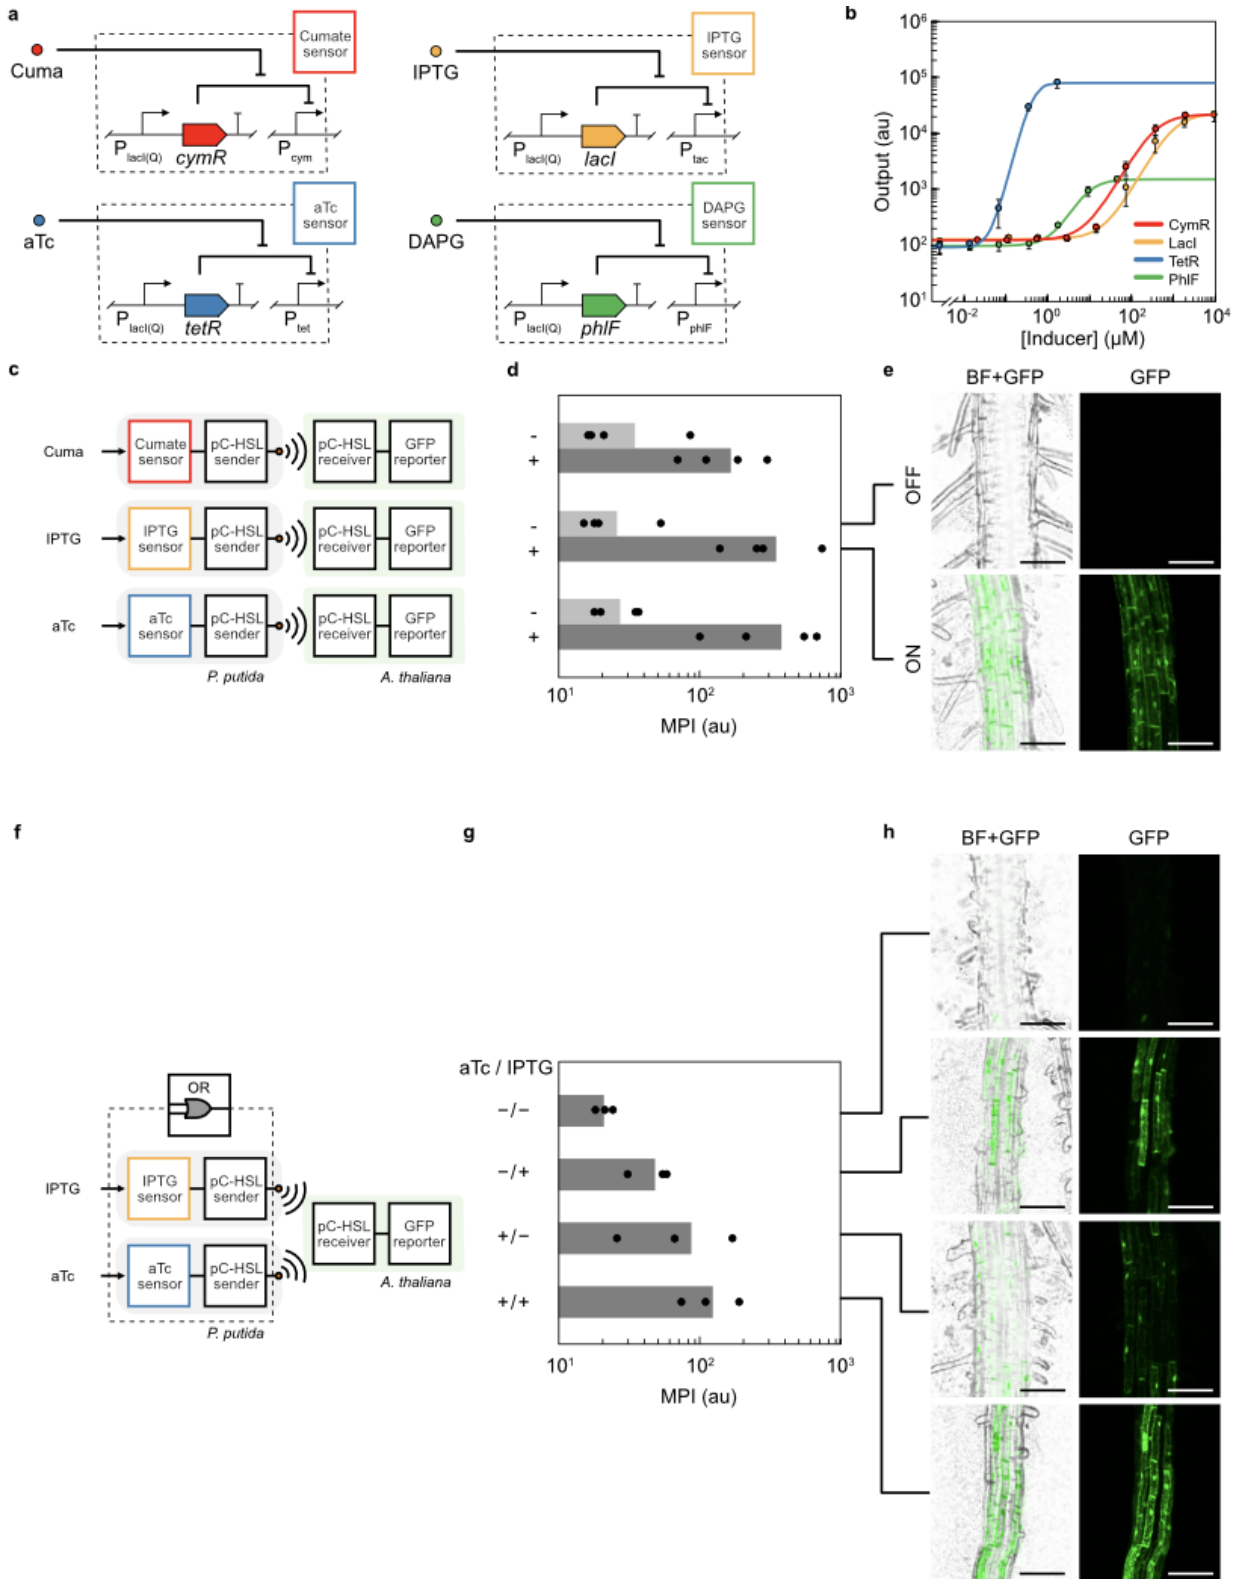 a
Cuma
Cumate
sensor
P lacI(Q)
cymR
P cym
IPTG
IPTG
sensor
P lacI(Q)
lacI
P tac
aTc
aTc
sensor
P lacI(Q)
tetR
P tet
DAPG
DAPG
sensor
P lacI(Q)
phlF
P phlF
b
Output (au)
10^6
10^5
10^4
10^3
10^2
10^1
CymR
LacI
TetR
PhlF
10^-2 10^0 10^2 10^4
[Inducer] (µM)
c
Cuma
Cumate
sensor
pC-HSL
sender
pC-HSL
receiver
GFP
reporter
IPTG
IPTG
sensor
pC-HSL
sender
pC-HSL
receiver
GFP
reporter
aTc
aTc
sensor
pC-HSL
sender
pC-HSL
receiver
GFP
reporter
P. putida
A. thaliana
d
-
+
-
+
-
+
10^1 10^2 10^3
MPI (au)
OFF
ON
e
BF+GFP
GFP
f
OR
IPTG
IPTG
sensor
pC-HSL
sender
aTc
aTc
sensor
pC-HSL
sender
pC-HSL
receiver
GFP
reporter
A. thaliana
P. putida
g
aTc / IPTG
−/−
−/+
+/−
+/+
10^1 10^2 10^3
MPI (au)
h
BF+GFP
GFP